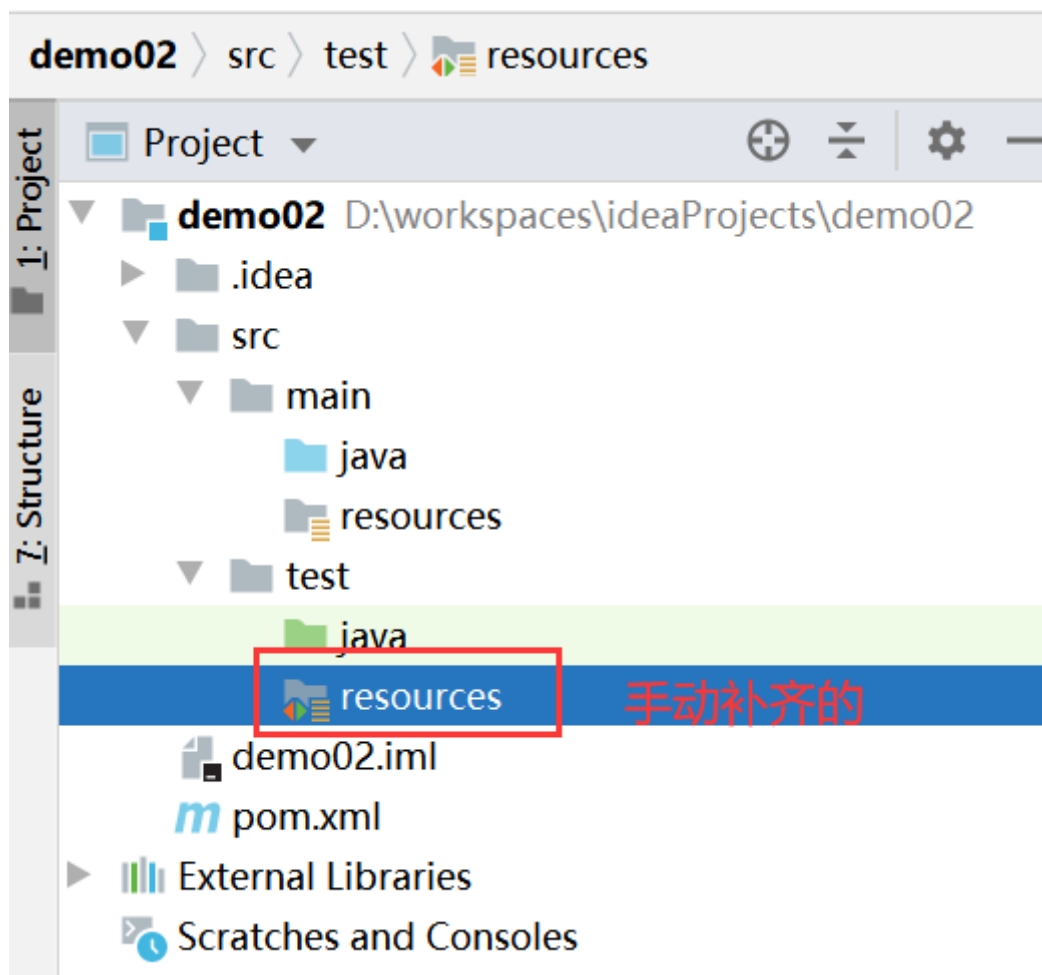 demo02 〉 src 〉 test 〉 resources
Project
1: Project
7: Structure
demo02 D:\workspaces\ideaProjects\demo02
.idea
src
main
java
resources
test
java
resources 手动补齐的
demo02.iml
pom.xml
External Libraries
Scratches and Consoles